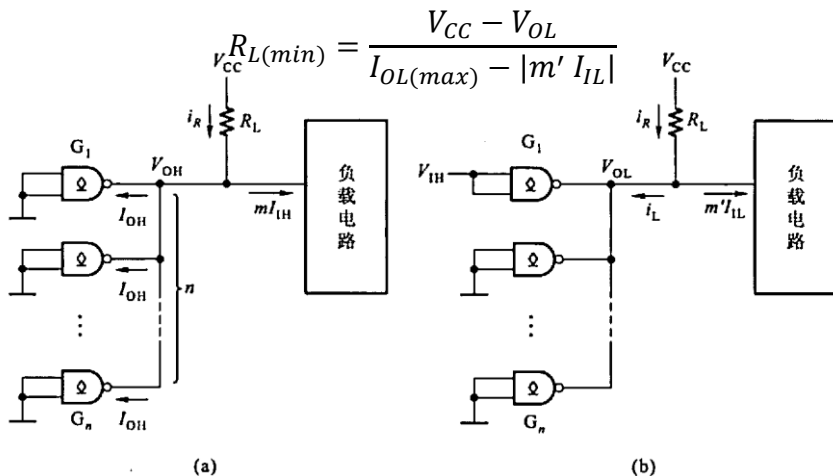 R_{L(min)} = \frac{V_{CC} - V_{OL}}{I_{OL(max)} - |m' I_{IL}|}
V_{CC}
i_R
R_L
G_1
V_{OH}
I_{OH}
mI_{IH}
负载电路
I_{OH}
n
⋮
I_{OH}
G_n
(a)
V_{CC}
i_R
R_L
G_1
V_{IH}
V_{OL}
i_L
m'I_{IL}
负载电路
⋮
G_n
(b)